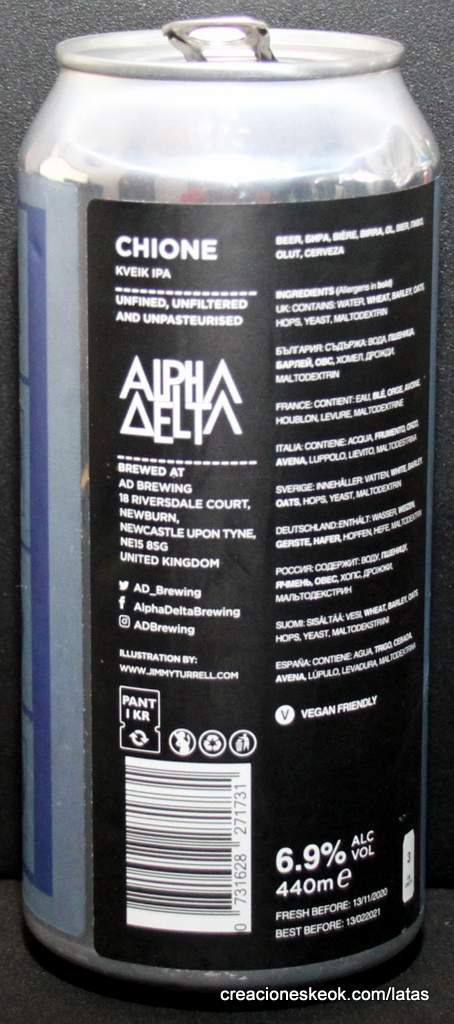 CHIONE
KVEIK IPA
UNFINED, UNFILTERED
AND UNPASTEURISED
ALPHA
DELTA
BREWED AT
AD BREWING
18 RIVERSDALE COURT,
NEWBURN,
NEWCASTLE UPON TYNE,
NE15 8SG
UNITED KINGDOM
AD_Brewing
AlphaDeltaBrewing
ADBrewing
ILLUSTRATION BY:
WWW.JIMMYTURRELL.COM
PANT
1 KR
0 731628 271731
BEER, БИРА, BIÈRE, BIRRA, ÖL, BIER, ПИВО,
OLUT, CERVEZA
INGREDIENTS (Allergens in bold)
UK: CONTAINS: WATER, WHEAT, BARLEY, OATS,
HOPS, YEAST, MALTODEXTRIN
БЪЛГАРИЯ: СЪДЪРЖА: ВОДА, ПШЕНИЦА,
БАРЛЕЙ, ОВС, ХОМЕЛ, ДРОЖДИ,
MALTODEXTRIN
FRANCE: CONTIENT: EAU, BLÉ, ORGE, AVOINE,
HOUBLON, LEVURE, MALTODEXTRINE
ITALIA: CONTIENE: ACQUA, FRUMENTO, ORZO,
AVENA, LUPPOLO, LIEVITO, MALTODESTRINA
SVERIGE: INNEHÅLLER: VATTEN, WHITE, BARLEY,
OATS, HOPS, YEAST, MALTODEXTRIN
DEUTSCHLAND: ENTHÄLT: WASSER, WEIZEN,
GERSTE, HAFER, HOPFEN, HEFE, MALTODEXTRIN
РОССИЯ: СОДЕРЖИТ: ВОДУ, ПШЕНИЦУ,
ЯЧМЕНЬ, ОВЕС, ХОПС, ДРОЖЖИ,
МАЛЬТОДЕКСТРИН
SUOMI: SISÄLTÄÄ: VESI, WHEAT, BARLEY, OATS,
HOPS, YEAST, MALTODEKSTRIINI
ESPAÑA: CONTIENE: AGUA, TRIGO, CEBADA,
AVENA, LÚPULO, LEVADURA, MALTODEXTRINA
V VEGAN FRIENDLY
6.9% ALC
VOL
440m℮
3
FRESH BEFORE: 13/11/2020
BEST BEFORE: 13/022021
creacioneskeok.com/latas